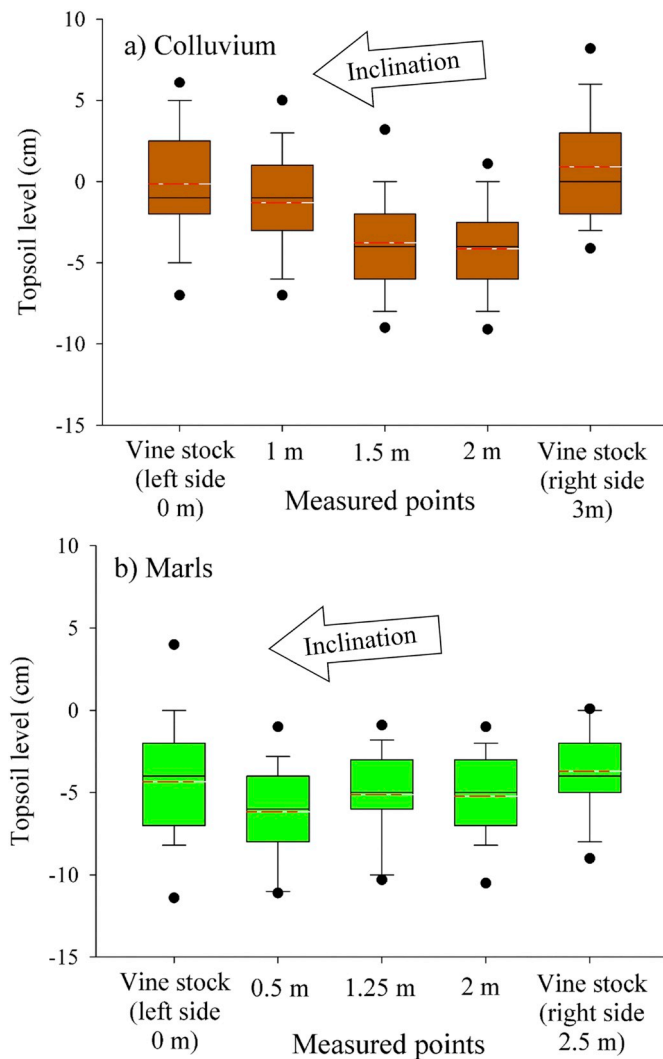 10
a) Colluvium
Inclination
5
0
-5
-10
-15
Topsoil level (cm)
Vine stock
(left side
0 m)
1 m
1.5 m
2 m
Vine stock
(right side
3m)
Measured points
10
b) Marls
Inclination
5
0
-5
-10
-15
Topsoil level (cm)
Vine stock
(left side
0 m)
0.5 m
1.25 m
2 m
Vine stock
(right side
2.5 m)
Measured points